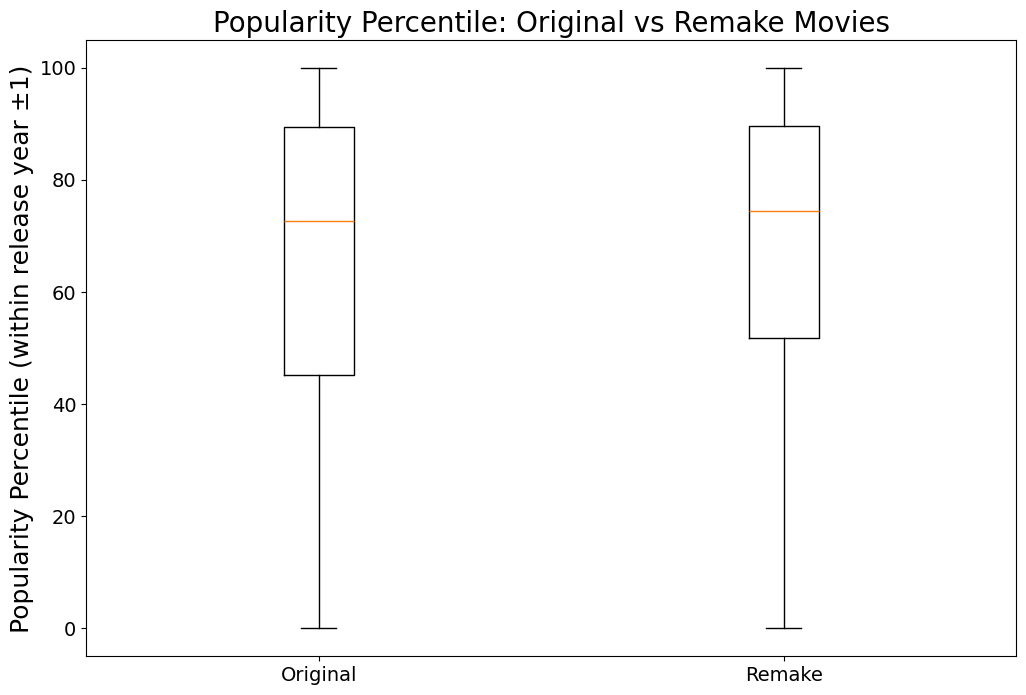 Popularity Percentile: Original vs Remake Movies
Popularity Percentile (within release year ±1)
100
80
60
40
20
0
Original
Remake